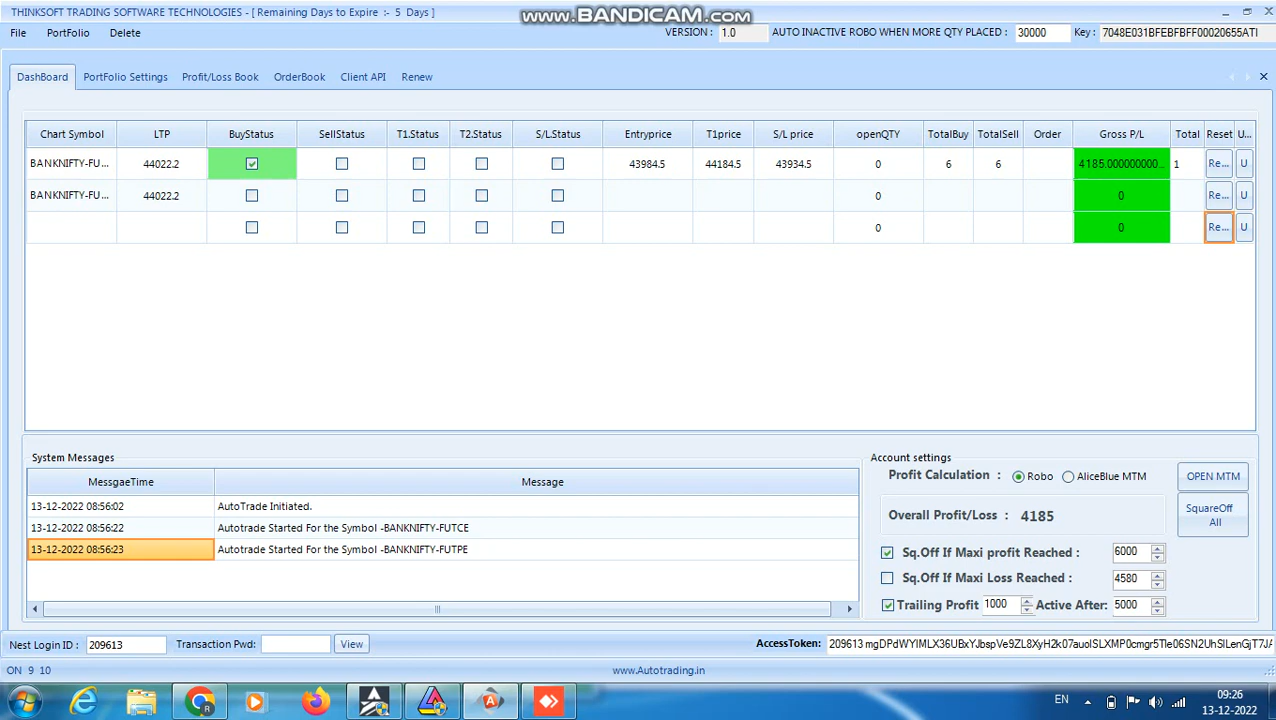 THINKSOFT TRADING SOFTWARE TECHNOLOGIES - [ Remaining Days to Expire :- 5 Days ]
www.BANDICAM.com
File PortFolio Delete VERSION : 1.0 AUTO INACTIVE ROBO WHEN MORE QTY PLACED : 30000 Key : 7048E031BFEBFBFF00020655ATI
DashBoard PortFolio Settings Profit/Loss Book OrderBook Client API Renew
Chart Symbol LTP BuyStatus SellStatus T1.Status T2.Status S/L.Status Entryprice T1price S/L price openQTY TotalBuy TotalSell Order Gross P/L Total Reset U...
BANKNIFTY-FU... 44022.2 43984.5 44184.5 43934.5 0 6 6 4185.000000000... 1 Re... U
BANKNIFTY-FU... 44022.2 0 0 Re... U
0 0 Re... U
System Messages
MessgaeTime Message
13-12-2022 08:56:02 AutoTrade Initiated.
13-12-2022 08:56:22 Autotrade Started For the Symbol -BANKNIFTY-FUTCE
13-12-2022 08:56:23 Autotrade Started For the Symbol -BANKNIFTY-FUTPE
Account settings
Profit Calculation : Robo AliceBlue MTM OPEN MTM
Overall Profit/Loss : 4185 SquareOff All
Sq.Off If Maxi profit Reached : 6000
Sq.Off If Maxi Loss Reached : 4580
Trailing Profit 1000 Active After: 5000
Nest Login ID : 209613 Transaction Pwd: View AccessToken: 209613
ON 9 10 www.Autotrading.in
EN 09:26
13-12-2022